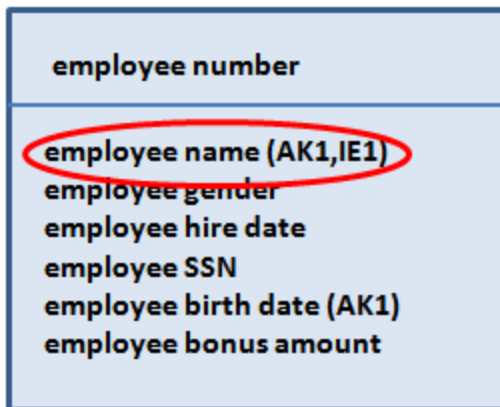 employee number
employee name (AK1,IE1)
employee gender
employee hire date
employee SSN
employee birth date (AK1)
employee bonus amount